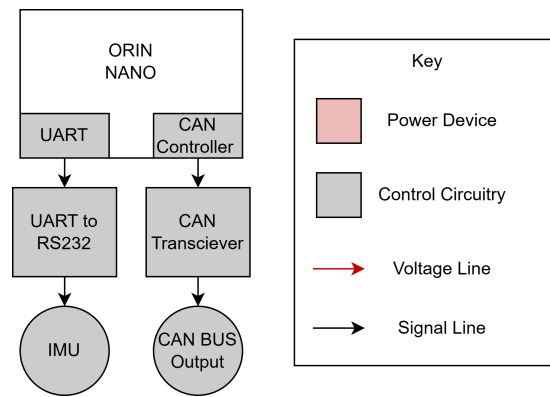 ORIN
NANO
UART
CAN
Controller
UART to
RS232
CAN
Transciever
IMU
CAN BUS
Output
Key
Power Device
Control Circuitry
Voltage Line
Signal Line